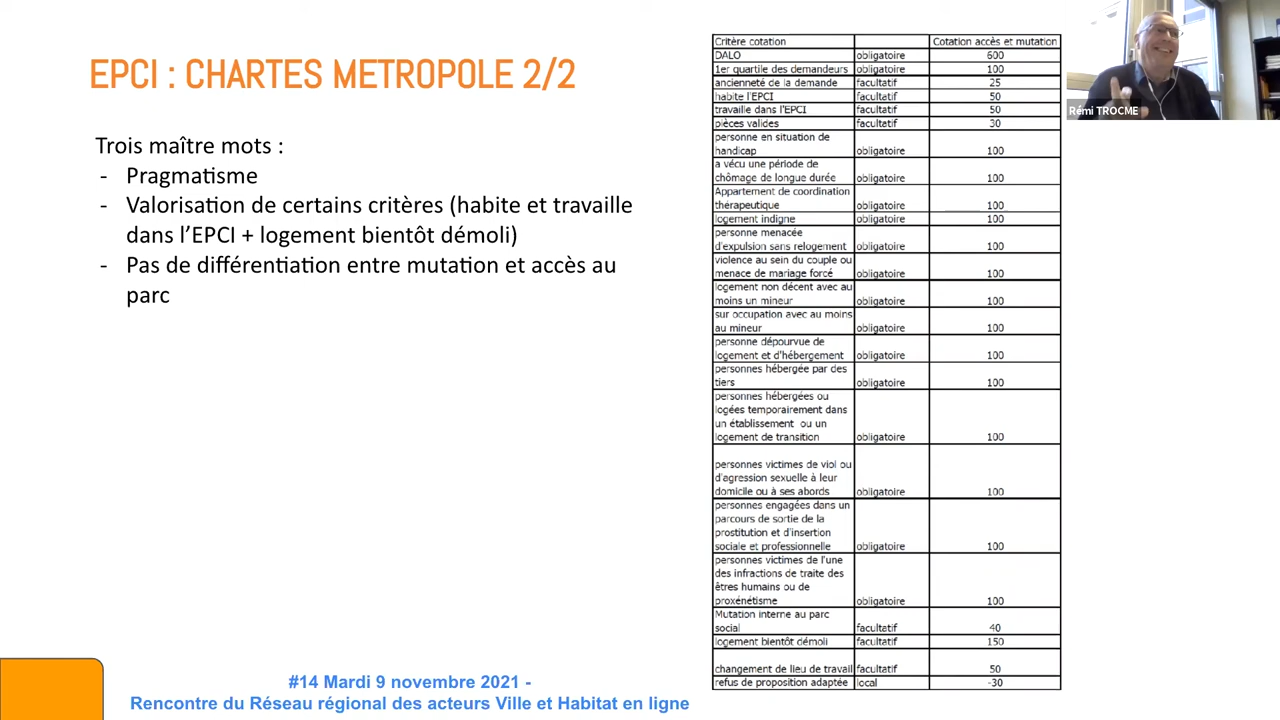 EPCI : CHARTES METROPOLE 2/2
Trois maître mots :
- Pragmatisme
- Valorisation de certains critères (habite et travaille
dans l'EPCI + logement bientôt démoli)
- Pas de différentiation entre mutation et accès au
parc
Critère cotation Cotation accès et mutation
DALO obligatoire 600
1er quartile des demandeurs obligatoire 100
ancienneté de la demande facultatif 25
habite l'EPCI facultatif 50
travaille dans l'EPCI facultatif 50
pièces valides facultatif 30
personne en situation de
handicap obligatoire 100
a vécu une période de
chômage de longue durée obligatoire 100
Appartement de coordination
thérapeutique obligatoire 100
logement indigne obligatoire 100
personne menacée
d'expulsion sans relogement obligatoire 100
violence au sein du couple ou
menace de mariage forcé obligatoire 100
logement non décent avec au
moins un mineur obligatoire 100
sur occupation avec au moins
au mineur obligatoire 100
personne dépourvue de
logement et d'hébergement obligatoire 100
personnes hébergée par des
tiers obligatoire 100
personnes hébergées ou
logées temporairement dans
un établissement ou un
logement de transition obligatoire 100
personnes victimes de viol ou
d'agression sexuelle à leur
domicile ou à ses abords obligatoire 100
personnes engagées dans un
parcours de sortie de la
prostitution et d'insertion
sociale et professionnelle obligatoire 100
personnes victimes de l'une
des infractions de traite des
êtres humains ou de
proxénétisme obligatoire 100
Mutation interne au parc
social facultatif 40
logement bientôt démoli facultatif 150
changement de lieu de travail facultatif 50
refus de proposition adaptée local -30
Rémi TROCME
#14 Mardi 9 novembre 2021 -
Rencontre du Réseau régional des acteurs Ville et Habitat en ligne